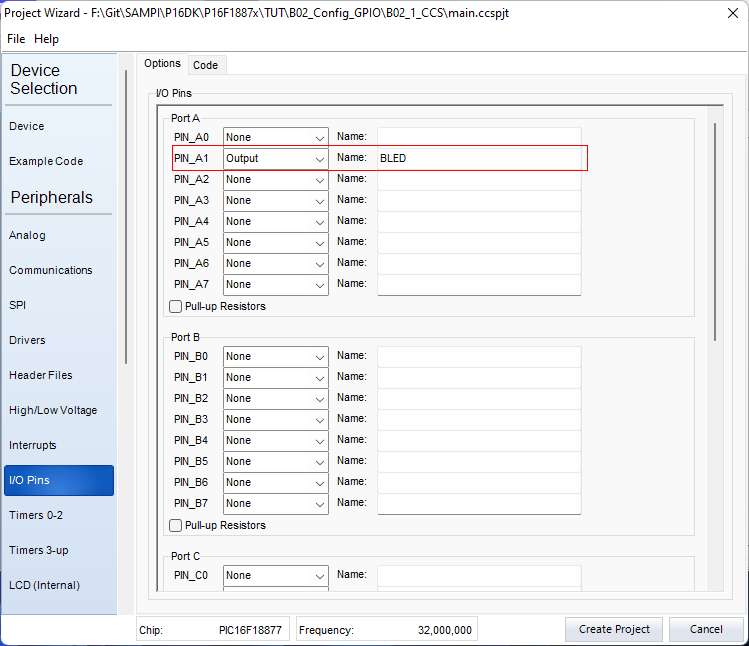 Project Wizard - F:\Git\SAMPI\P16DK\P16F1887x\TUT\B02_Config_GPIO\B02_1_CCS\main.ccspjt
File Help
Device Selection
Device
Example Code
Peripherals
Analog
Communications
SPI
Drivers
Header Files
High/Low Voltage
Interrupts
I/O Pins
Timers 0-2
Timers 3-up
LCD (Internal)
Options Code
I/O Pins
Port A
PIN_A0 None Name:
PIN_A1 Output Name: BLED
PIN_A2 None Name:
PIN_A3 None Name:
PIN_A4 None Name:
PIN_A5 None Name:
PIN_A6 None Name:
PIN_A7 None Name:
Pull-up Resistors
Port B
PIN_B0 None Name:
PIN_B1 None Name:
PIN_B2 None Name:
PIN_B3 None Name:
PIN_B4 None Name:
PIN_B5 None Name:
PIN_B6 None Name:
PIN_B7 None Name:
Pull-up Resistors
Port C
PIN_C0 None Name:
Chip: PIC16F18877 Frequency: 32,000,000 Create Project Cancel